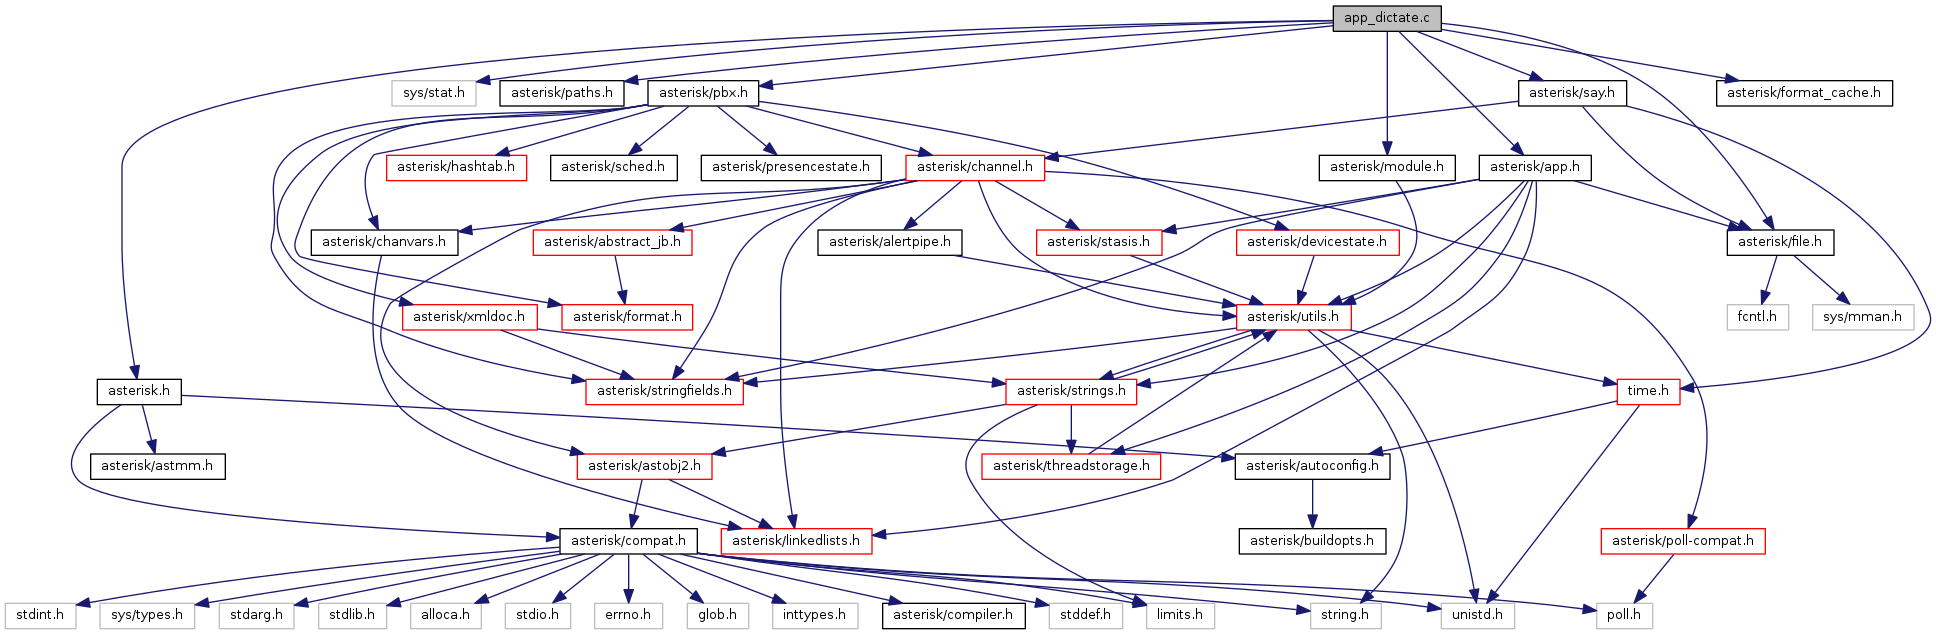 app_dictate.c
sys/stat.h
asterisk/paths.h
asterisk/pbx.h
asterisk/say.h
asterisk/format_cache.h
asterisk/hashtab.h
asterisk/sched.h
asterisk/presencestate.h
asterisk/channel.h
asterisk/module.h
asterisk/app.h
asterisk/chanvars.h
asterisk/abstract_jb.h
asterisk/alertpipe.h
asterisk/stasis.h
asterisk/devicestate.h
asterisk/file.h
asterisk/xmldoc.h
asterisk/format.h
asterisk/utils.h
fcntl.h
sys/mman.h
asterisk.h
asterisk/stringfields.h
asterisk/strings.h
time.h
asterisk/astmm.h
asterisk/astobj2.h
asterisk/threadstorage.h
asterisk/autoconfig.h
asterisk/compat.h
asterisk/linkedlists.h
asterisk/buildopts.h
asterisk/poll-compat.h
stdint.h
sys/types.h
stdarg.h
stdlib.h
alloca.h
stdio.h
errno.h
glob.h
inttypes.h
asterisk/compiler.h
stddef.h
limits.h
string.h
unistd.h
poll.h